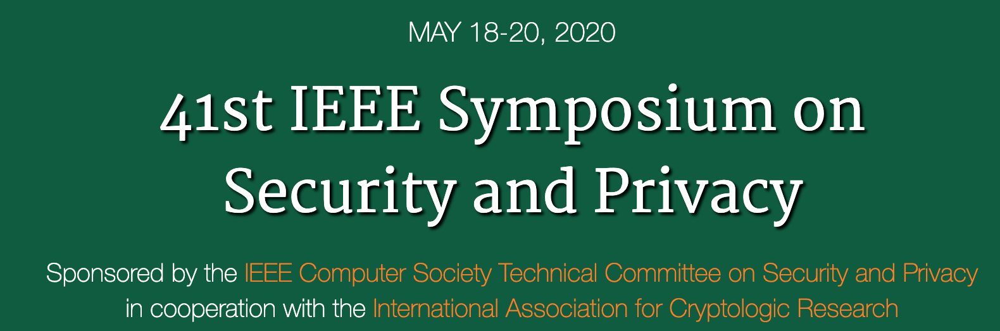 MAY 18-20, 2020
41st IEEE Symposium on
Security and Privacy
Sponsored by the IEEE Computer Society Technical Committee on Security and Privacy
in cooperation with the International Association for Cryptologic Research